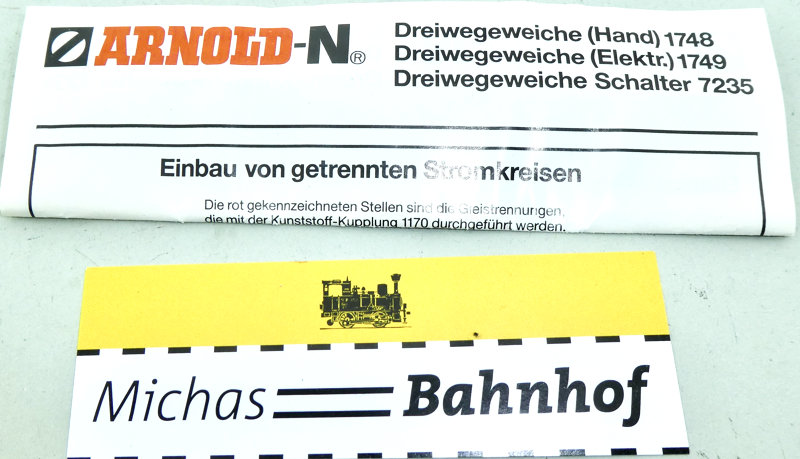 ARNOLD-N®
Dreiwegeweiche (Hand) 1748
Dreiwegeweiche (Elektr.) 1749
Dreiwegeweiche Schalter 7235
Einbau von getrennten Stromkreisen
Die rot gekennzeichneten Stellen sind die Gleistrennungen,
die mit der Kunststoff-Kupplung 1170 durchgeführt werden.
Michas Bahnhof